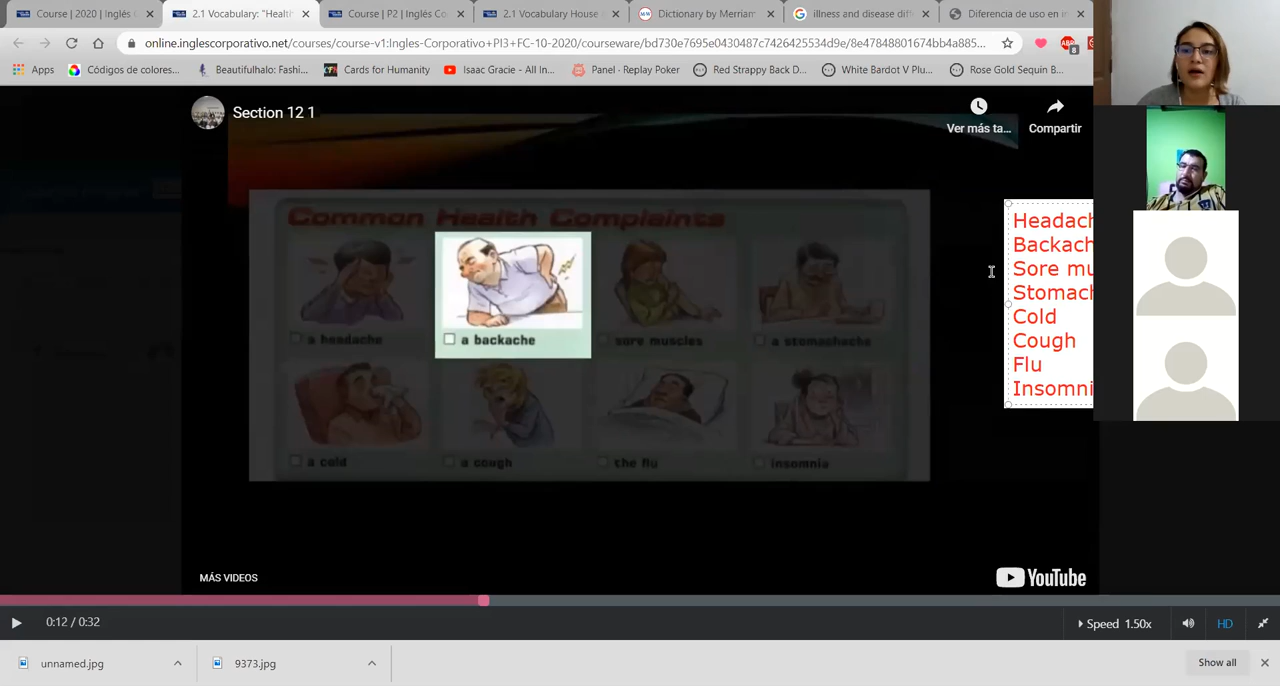 Course | 2020 | Inglés
2.1 Vocabulary: "Healt
Course | P2 | Inglés Co
2.1 Vocabulary House
Dictionary by Merriam
illness and disease diff
Diferencia de uso en i
online.inglescorporativo.net/courses/course-v1:Ingles-Corporativo+PI3+FC-10-2020/courseware/bd730e7695e0430487c7426425534d9e/8e47848801674bb4a885...
Apps
Códigos de colores...
Beautifulhalo: Fashi...
Cards for Humanity
Isaac Gracie - All In...
Panel · Replay Poker
Red Strappy Back D...
White Bardot V Plu...
Rose Gold Sequin B...
Section 12 1
Ver más ta...
Compartir
Common Health Complaints
a headache
a backache
sore muscles
a stomachache
a cold
a cough
the flu
insomnia
Headach
Backach
Sore mu
Stomach
Cold
Cough
Flu
Insomni
MÁS VIDEOS
YouTube
0:12 / 0:32
Speed 1.50x
HD
unnamed.jpg
9373.jpg
Show all